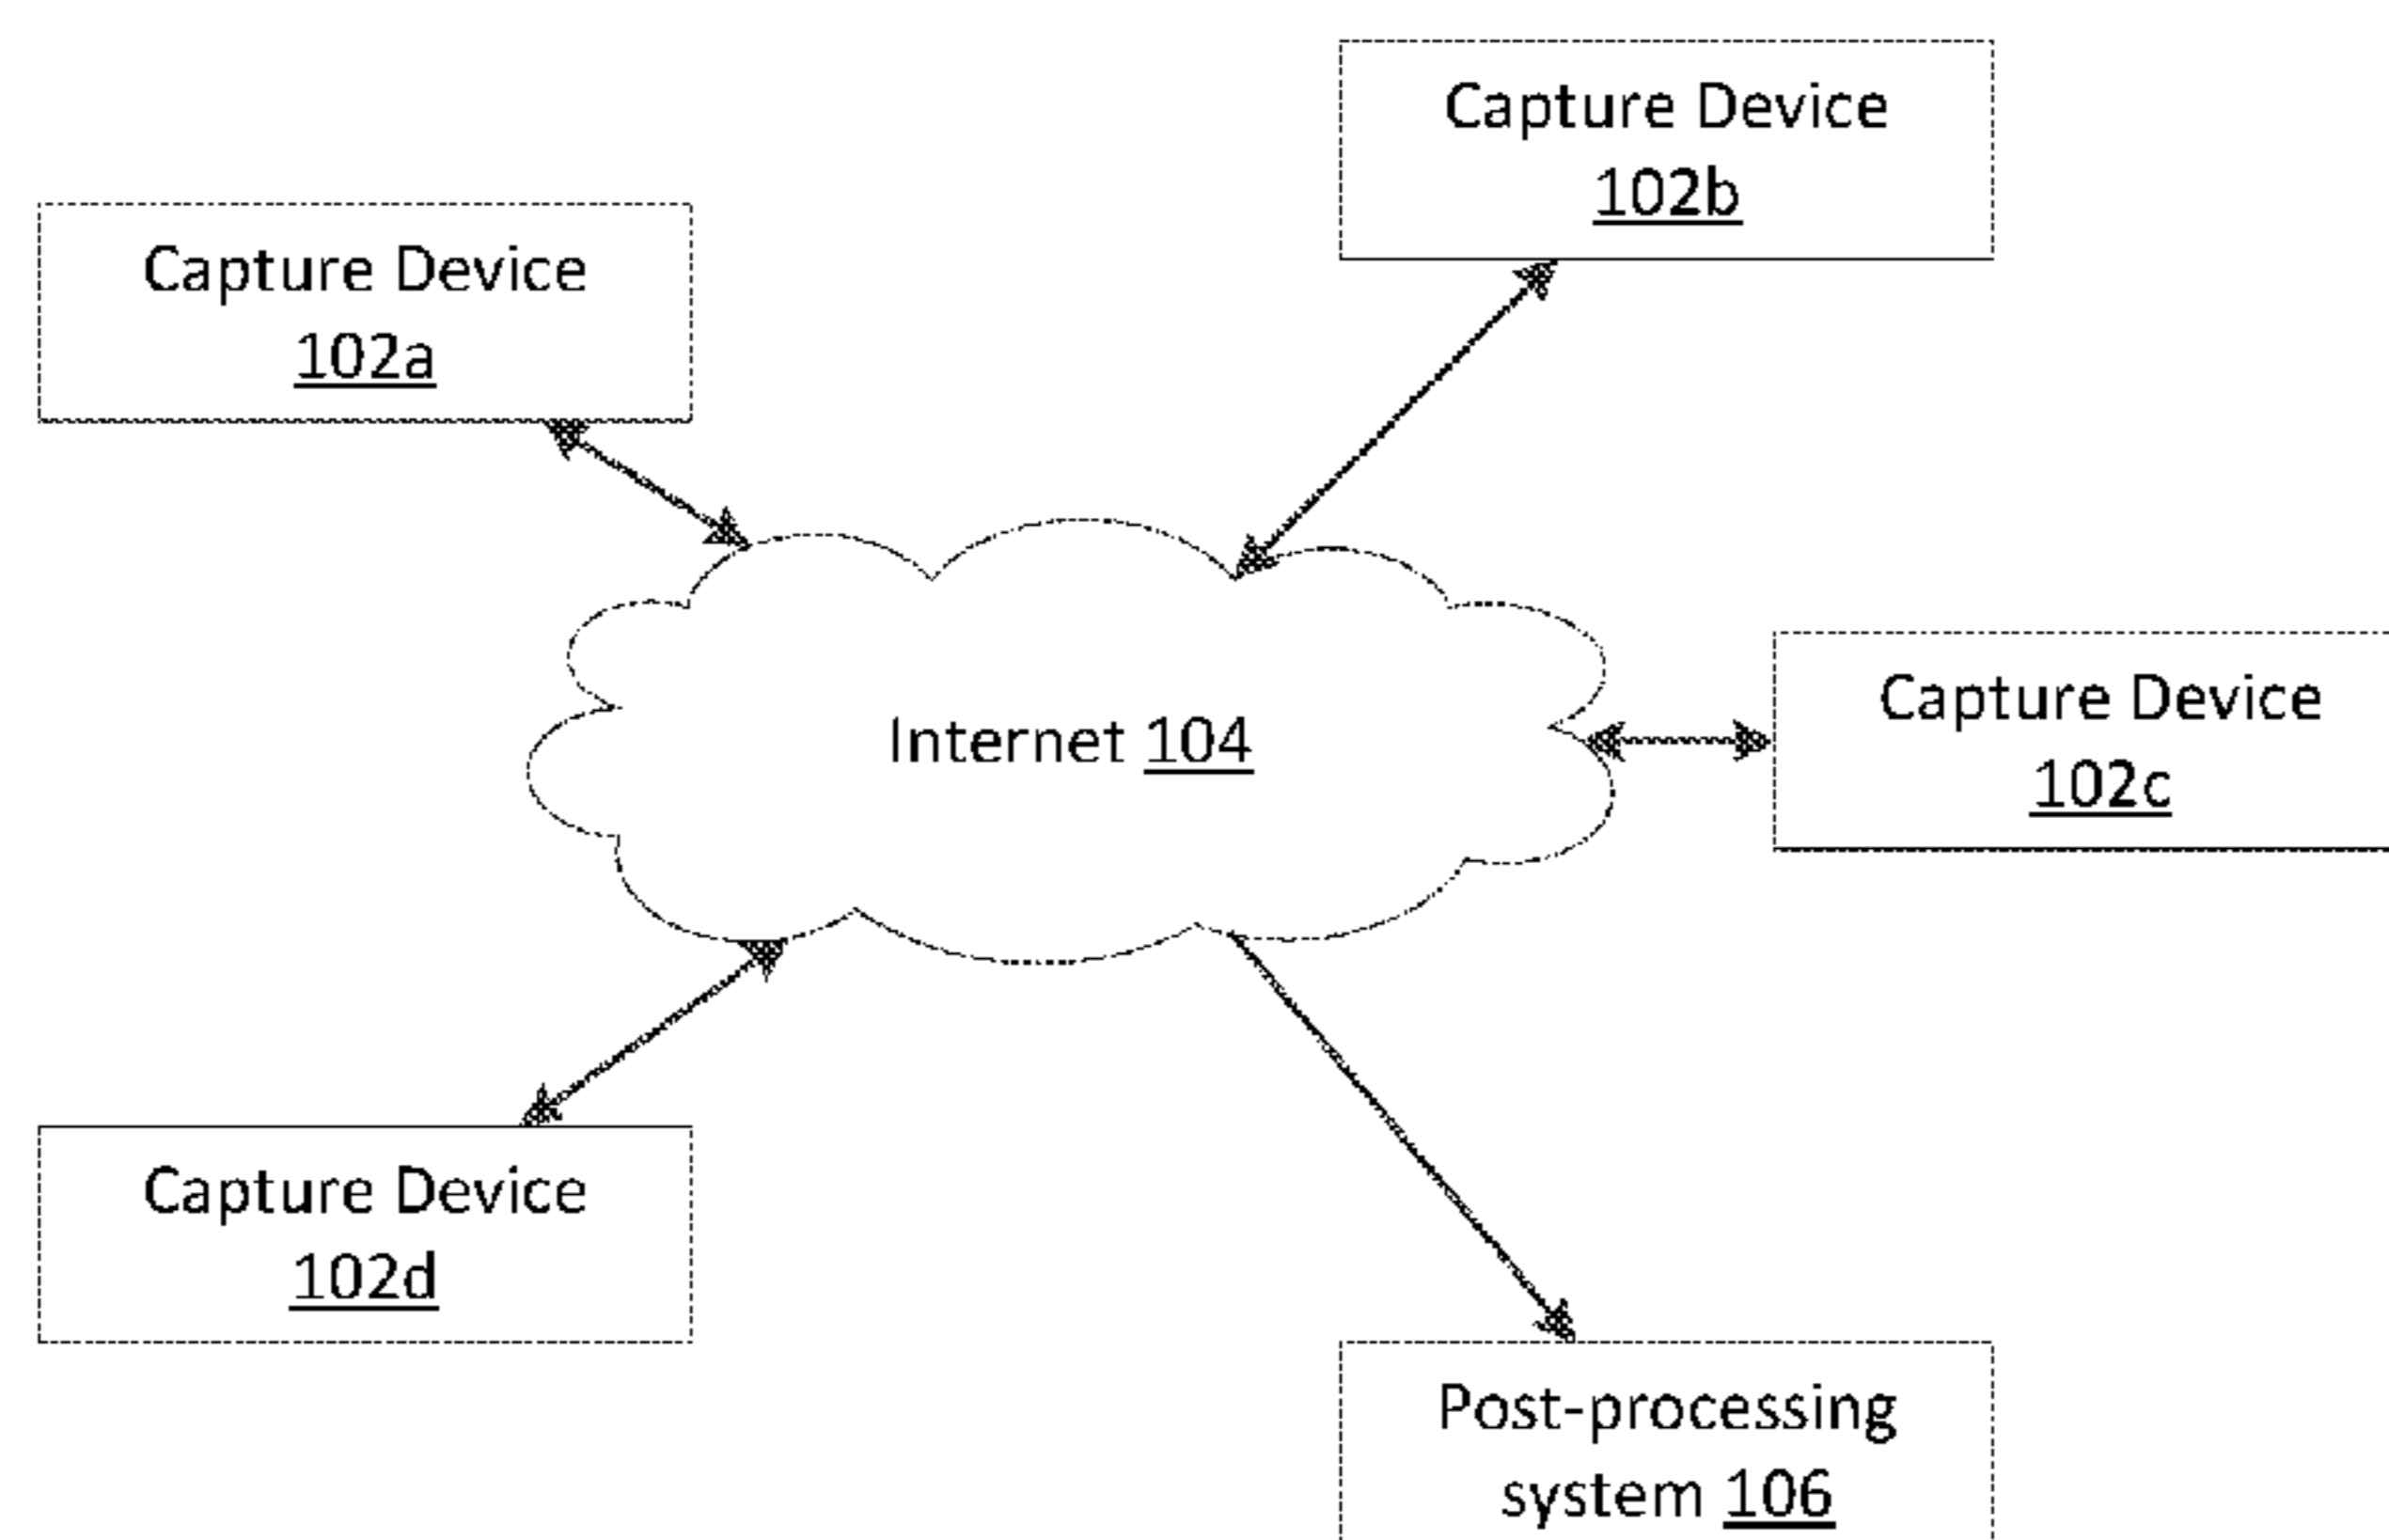 Capture Device
102b
Capture Device
102a
Capture Device
102c
Internet 104
Capture Device
102d
Post-processing
system 106